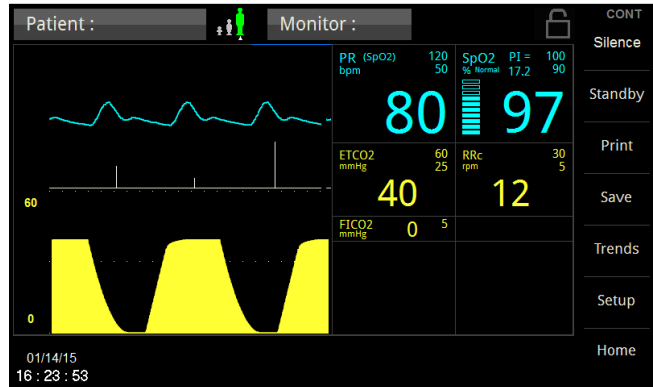 Patient :
Monitor :
CONT
Silence
Standby
Print
Save
Trends
Setup
Home
PR (SpO2) 120
bpm 50
80
SpO2 PI = 100
% Normal 17.2 90
97
ETCO2 60
mmHg 25
40
RRc 30
rpm 5
12
FICO2 5
mmHg 0
60
0
01/14/15
16 : 23 : 53